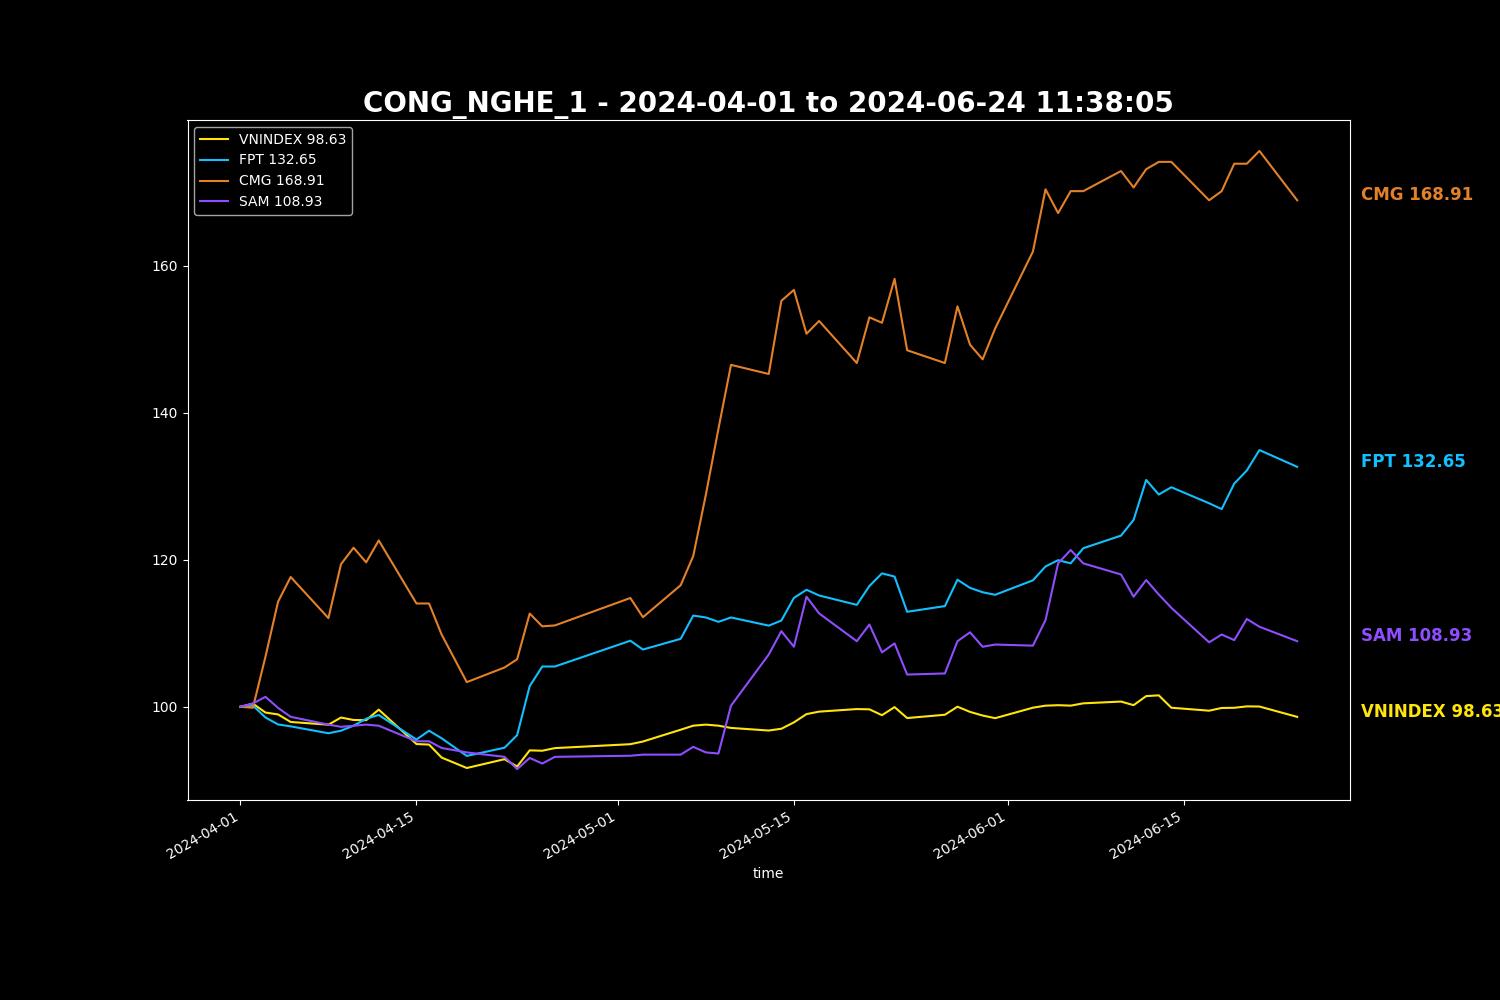 CONG_NGHE_1 - 2024-04-01 to 2024-06-24 11:38:05
VNINDEX 98.63
FPT 132.65
CMG 168.91
SAM 108.93
160
140
120
100
CMG 168.91
FPT 132.65
SAM 108.93
VNINDEX 98.63
2024-04-01
2024-04-15
2024-05-01
2024-05-15
2024-06-01
2024-06-15
time